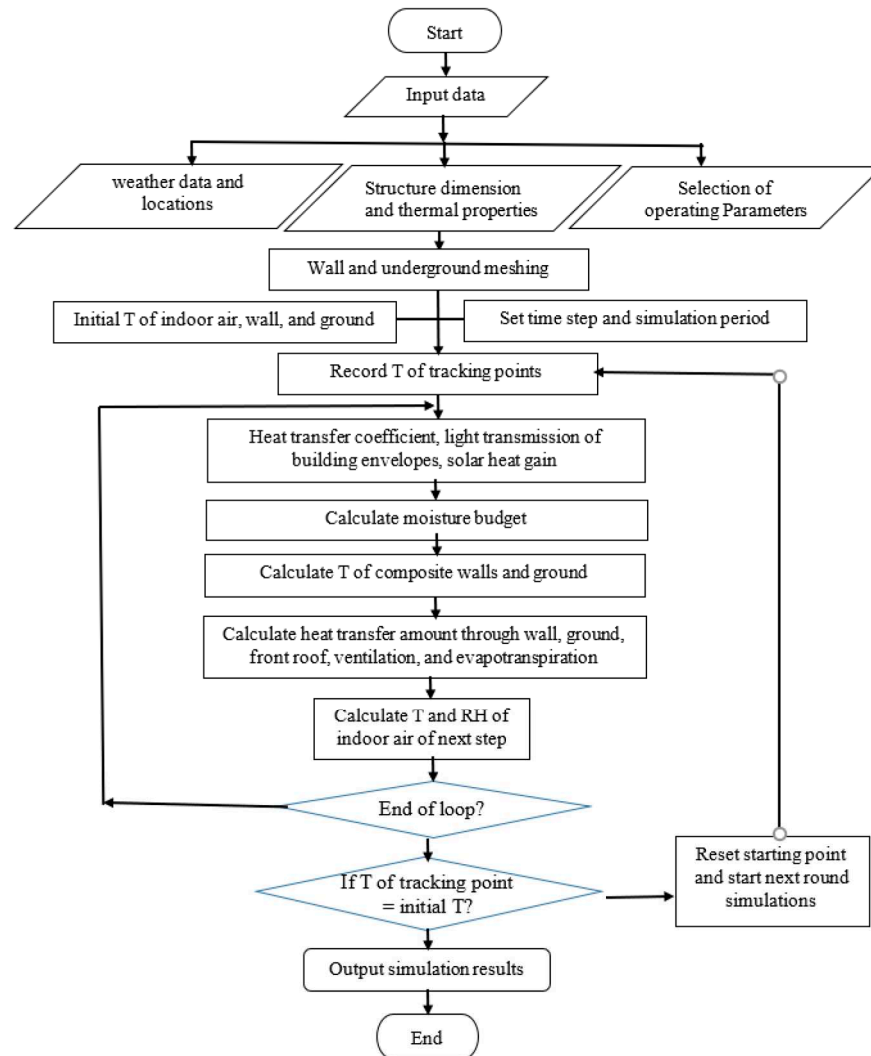 Start
Input data
weather data and
locations
Structure dimension
and thermal properties
Selection of
operating Parameters
Wall and underground meshing
Initial T of indoor air, wall, and ground
Set time step and simulation period
Record T of tracking points
Heat transfer coefficient, light transmission of
building envelopes, solar heat gain
Calculate moisture budget
Calculate T of composite walls and ground
Calculate heat transfer amount through wall, ground,
front roof, ventilation, and evapotranspiration
Calculate T and RH of
indoor air of next step
End of loop?
If T of tracking point
= initial T?
Reset starting point
and start next round
simulations
Output simulation results
End